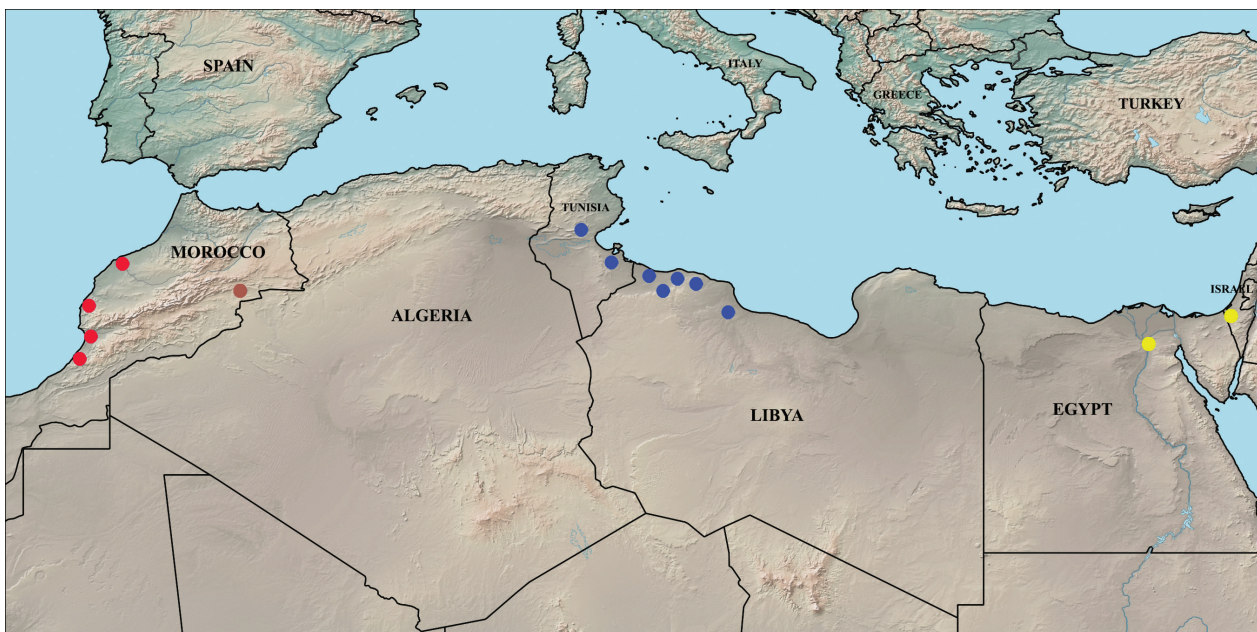 SPAIN
ITALY
GREECE
TURKEY
TUNISIA
MOROCCO
ISRAEL
ALGERIA
LIBYA
EGYPT